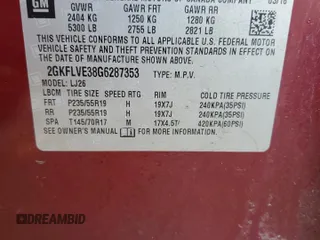 GM
GVWR GAWR FRT GAWR RR
2404 KG 1250 KG 1280 KG
5300 LB 2755 LB 2821 LB
THIS VEHICLE CONFORMS TO ALL APPLICABLE U.S. FEDERAL MOTOR
VEHICLE SAFETY AND THEFT PREVENTION STANDARDS IN EFFECT ON THE
DATE OF MANUFACTURE SHOWN ABOVE.
2GKFLVE38G6287353 TYPE: M.P.V.
MODEL: LJ26
LBCM TIRE SIZE SPEED RTG RIM COLD TIRE PRESSURE
FRT P235/55R19 H 19X7J 240KPA(35PSI)
RR P235/55R19 H 19X7J 240KPA(35PSI)
SPA T145/70R17 M 17X4.5T 420KPA(60PSI)
SEE OWNER'S MANUAL FOR MORE INFORMATION.
DREAMBID